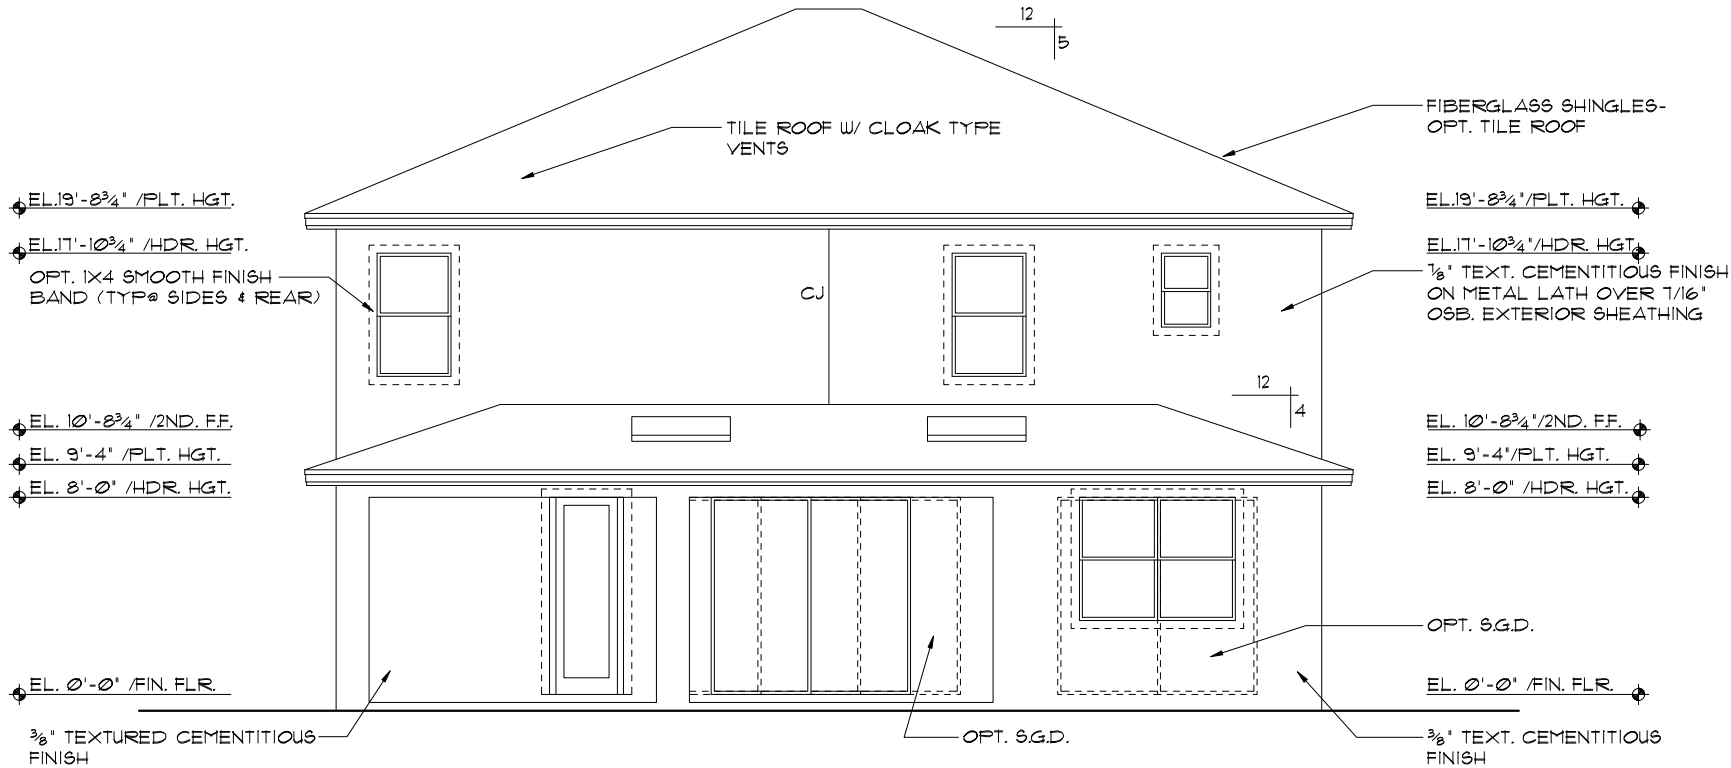 12
5
FIBERGLASS SHINGLES-
OPT. TILE ROOF
TILE ROOF W/ CLOAK TYPE
VENTS
EL.19'-8¾" /PLT. HGT.
EL.19'-8¾"/PLT. HGT.
EL.17'-10¾" /HDR. HGT.
EL.17'-10¾"/HDR. HGT.
OPT. 1X4 SMOOTH FINISH
BAND (TYP@ SIDES & REAR)
CJ
⅞" TEXT. CEMENTITIOUS FINISH
ON METAL LATH OVER 7/16"
OSB. EXTERIOR SHEATHING
12
4
EL. 10'-8¾" /2ND. F.F.
EL. 10'-8¾"/2ND. F.F.
EL. 9'-4" /PLT. HGT.
EL. 9'-4"/PLT. HGT.
EL. 8'-0" /HDR. HGT.
EL. 8'-0" /HDR. HGT.
OPT. S.G.D.
EL. 0'-0" /FIN. FLR.
EL. 0'-0" /FIN. FLR.
⅜" TEXTURED CEMENTITIOUS
FINISH
OPT. S.G.D.
⅜" TEXT. CEMENTITIOUS
FINISH